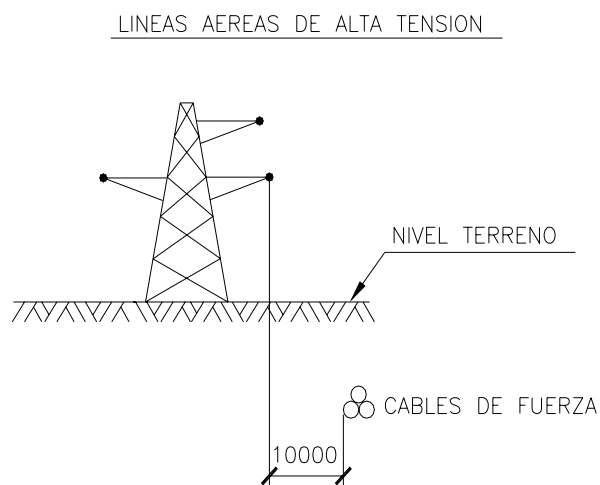 LINEAS AEREAS DE ALTA TENSION
NIVEL TERRENO
CABLES DE FUERZA
10000